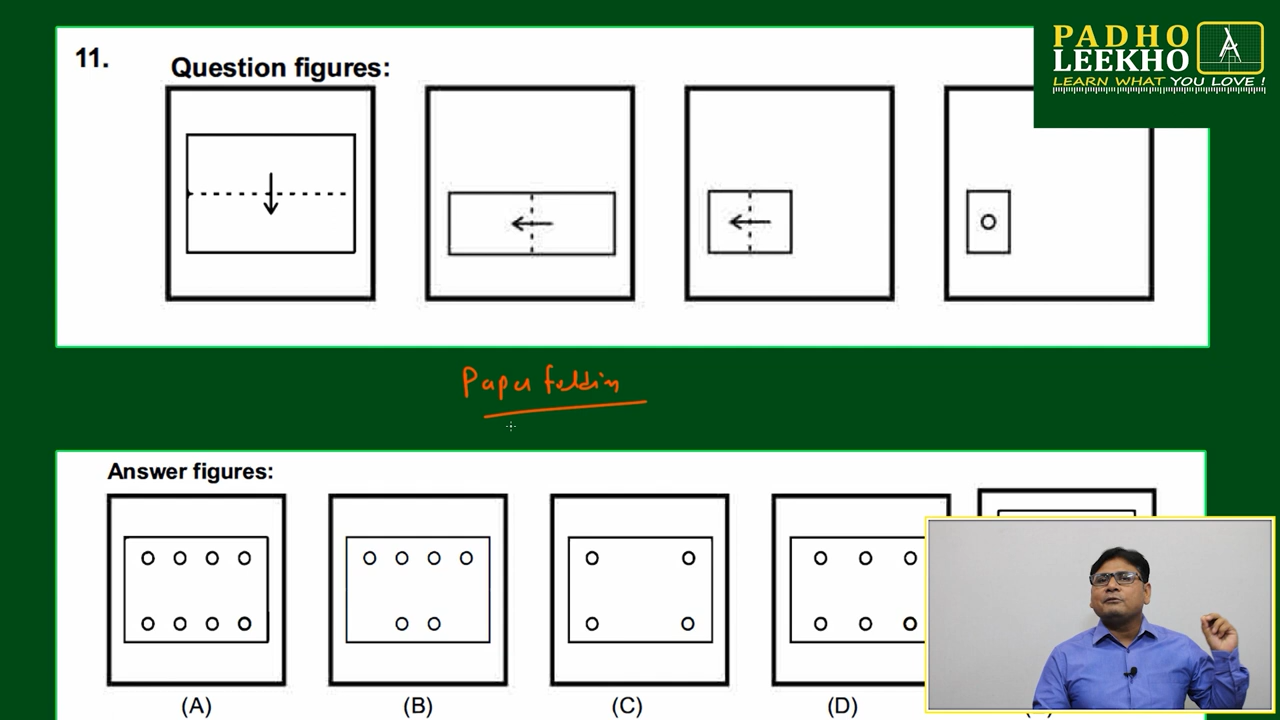 PADHO
LEEKHO
LEARN WHAT YOU LOVE !
11.
Question figures:
Paper foldin
Answer figures:
(A)
(B)
(C)
(D)